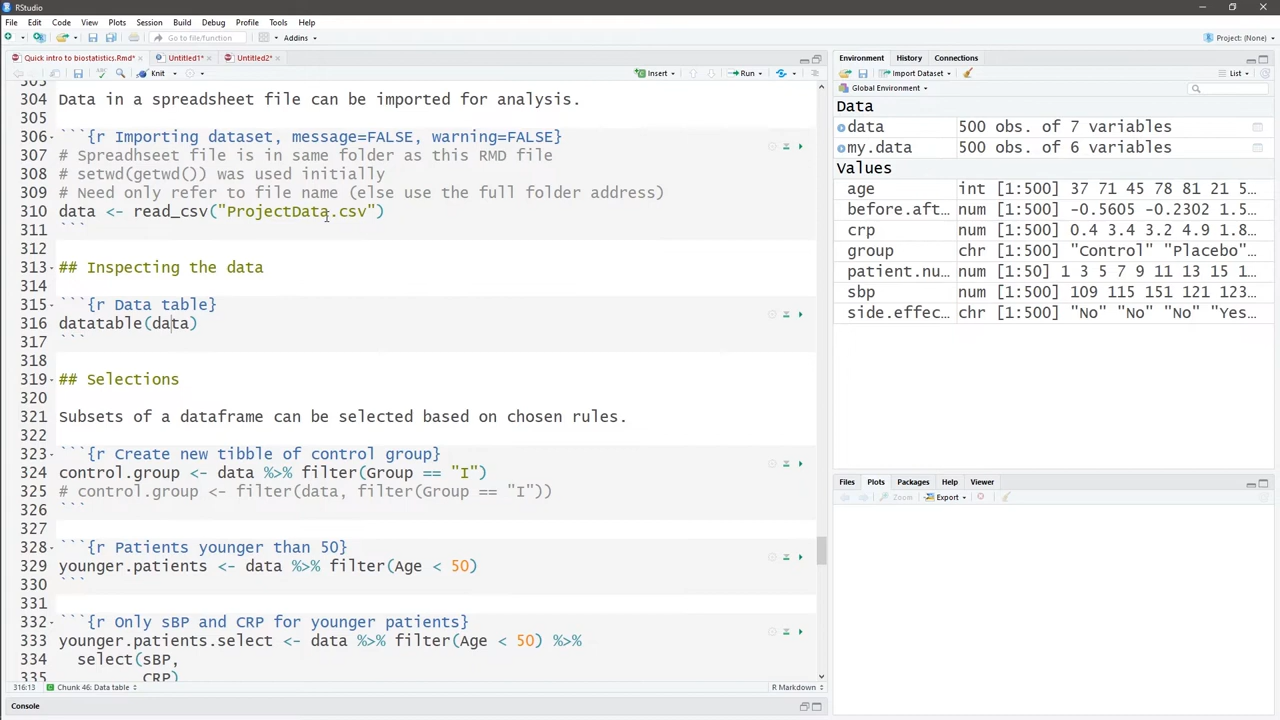 RStudio
File Edit Code View Plots Session Build Debug Profile Tools Help
Go to file/function Addins Project: (None)
Quick intro to biostatistics.Rmd* Untitled1* Untitled2*
Knit Insert Run
303
304 Data in a spreadsheet file can be imported for analysis.
305
306 ```{r Importing dataset, message=FALSE, warning=FALSE}
307 # Spreadhseet file is in same folder as this RMD file
308 # setwd(getwd()) was used initially
309 # Need only refer to file name (else use the full folder address)
310 data <- read_csv("ProjectData.csv")
311 ```
312
313 ## Inspecting the data
314
315 ```{r Data table}
316 datatable(data)
317 ```
318
319 ## Selections
320
321 Subsets of a dataframe can be selected based on chosen rules.
322
323 ```{r Create new tibble of control group}
324 control.group <- data %>% filter(Group == "I")
325 # control.group <- filter(data, filter(Group == "I"))
326 ```
327
328 ```{r Patients younger than 50}
329 younger.patients <- data %>% filter(Age < 50)
330 ```
331
332 ```{r Only sBP and CRP for younger patients}
333 younger.patients.select <- data %>% filter(Age < 50) %>%
334 select(sBP,
335 CRP)
316:13 Chunk 46: Data table R Markdown
Console
Environment History Connections
Import Dataset List
Global Environment
Data
data 500 obs. of 7 variables
my.data 500 obs. of 6 variables
Values
age int [1:500] 37 71 45 78 81 21 5…
before.aft… num [1:500] -0.5605 -0.2302 1.5…
crp num [1:500] 0.4 3.4 3.2 4.9 1.8…
group chr [1:500] "Control" "Placebo"…
patient.nu… num [1:50] 1 3 5 7 9 11 13 15 1…
sbp num [1:500] 109 115 151 121 123…
side.effec… chr [1:500] "No" "No" "No" "Yes…
Files Plots Packages Help Viewer
Zoom Export